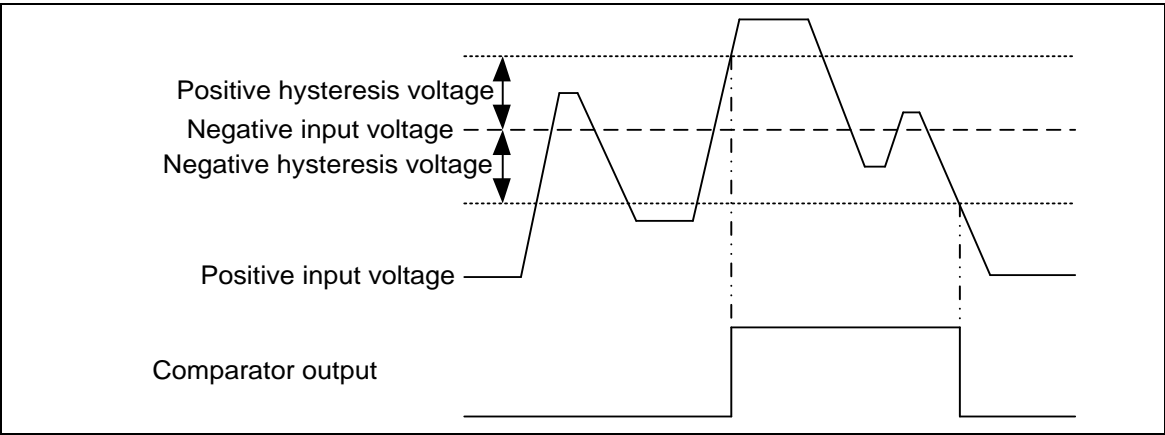 Positive hysteresis voltage
Negative input voltage
Negative hysteresis voltage
Positive input voltage
Comparator output